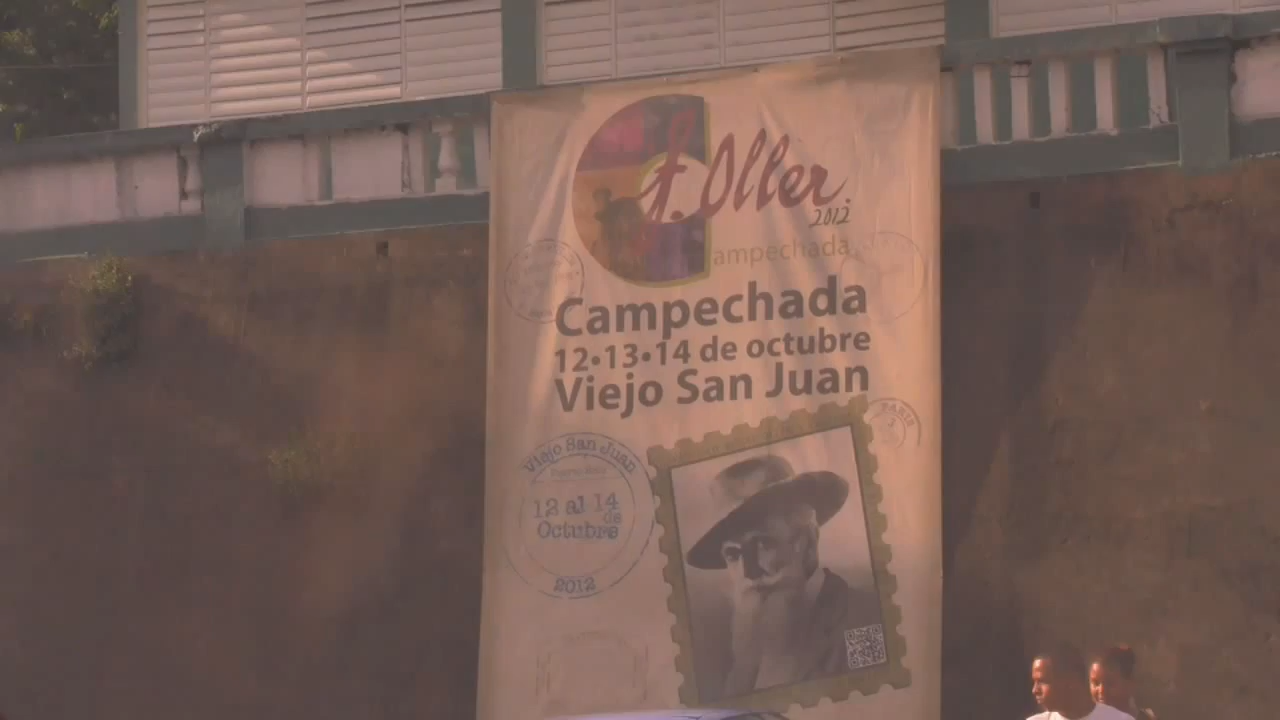 f. Oller.
2012
Campechada
Campechada
12•13•14 de octubre
Viejo San Juan
PARIS
Viejo San Juan
Puerto Rico
12 al 14
de
Octubre
2012